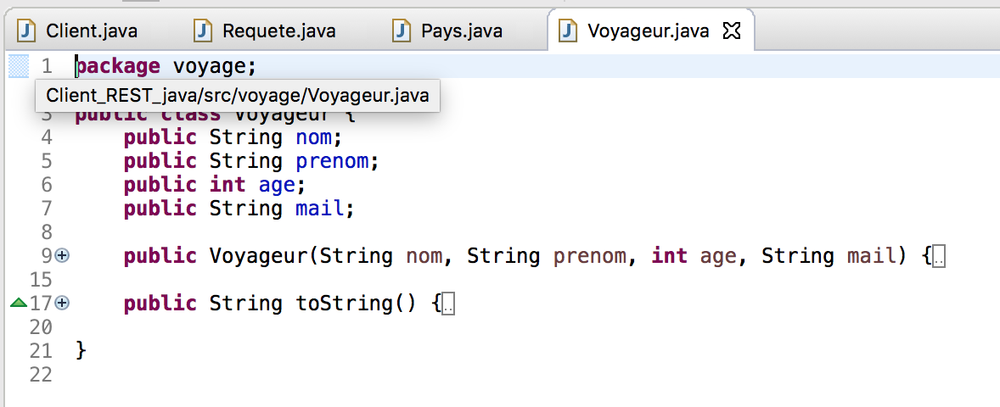 Client.java Requete.java Pays.java Voyageur.java
1 package voyage;
Client_REST_java/src/voyage/Voyageur.java
3 public class Voyageur {
4 public String nom;
5 public String prenom;
6 public int age;
7 public String mail;
8
9 public Voyageur(String nom, String prenom, int age, String mail) {..
15
17 public String toString() {..
20
21 }
22